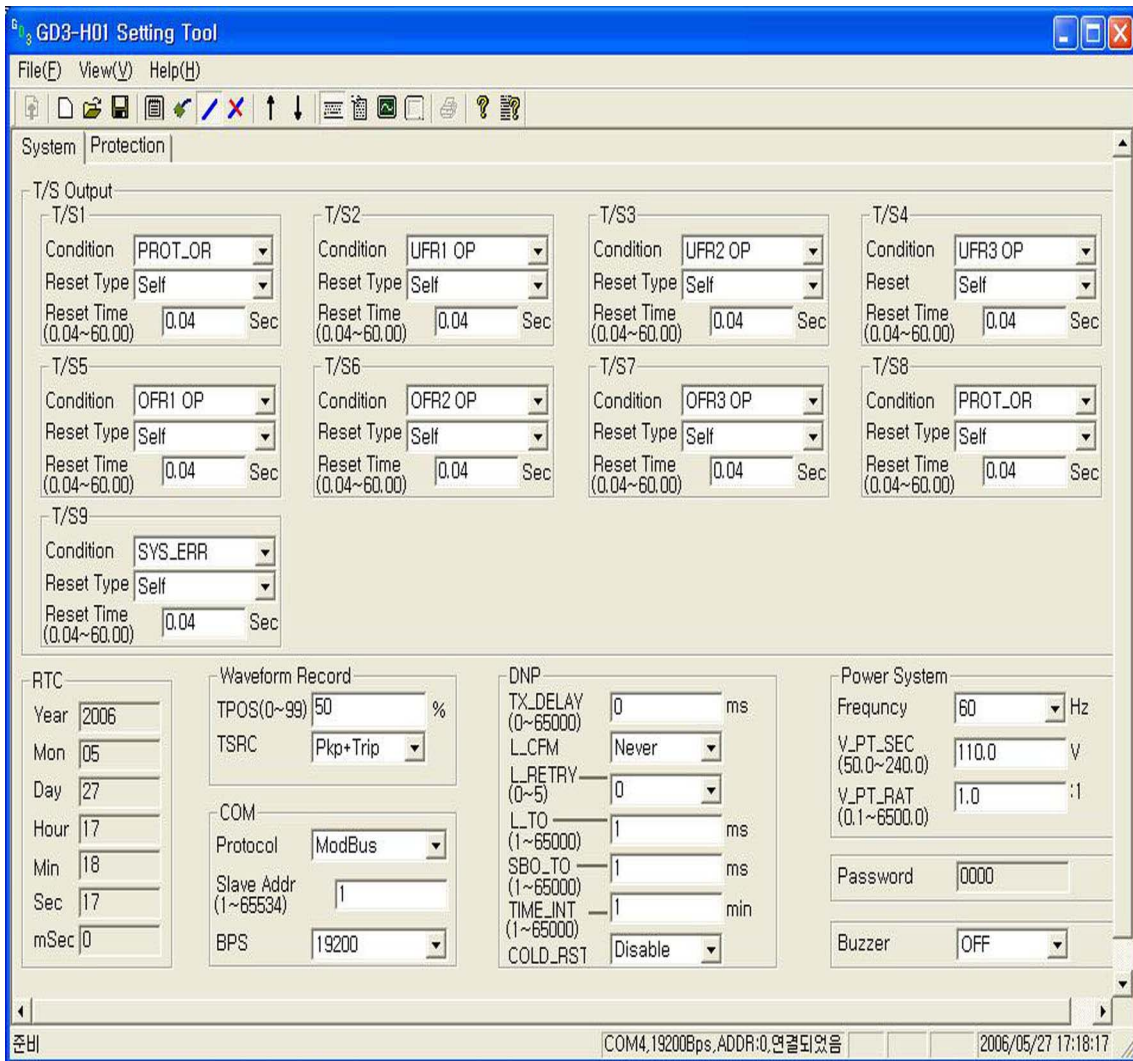 GD3 GD3-H01 Setting Tool
File(F) View(V) Help(H)
System Protection
T/S Output
T/S1 T/S2 T/S3 T/S4
Condition PROT_OR Condition UFR1 OP Condition UFR2 OP Condition UFR3 OP
Reset Type Self Reset Type Self Reset Type Self Reset Self
Reset Time 0.04 Sec Reset Time 0.04 Sec Reset Time 0.04 Sec Reset Time 0.04 Sec
(0.04~60.00) (0.04~60.00) (0.04~60.00) (0.04~60.00)
T/S5 T/S6 T/S7 T/S8
Condition OFR1 OP Condition OFR2 OP Condition OFR3 OP Condition PROT_OR
Reset Type Self Reset Type Self Reset Type Self Reset Type Self
Reset Time 0.04 Sec Reset Time 0.04 Sec Reset Time 0.04 Sec Reset Time 0.04 Sec
(0.04~60.00) (0.04~60.00) (0.04~60.00) (0.04~60.00)
T/S9
Condition SYS_ERR
Reset Type Self
Reset Time 0.04 Sec
(0.04~60.00)
RTC
Year 2006
Mon 05
Day 27
Hour 17
Min 18
Sec 17
mSec 0
Waveform Record
TPOS(0~99) 50 %
TSRC Pkp+Trip
COM
Protocol ModBus
Slave Addr 1
(1~65534)
BPS 19200
DNP
TX_DELAY 0 ms
(0~65000)
L_CFM Never
L_RETRY 0
(0~5)
L_TO 1 ms
(1~65000)
SBO_TO 1 ms
(1~65000)
TIME_INT 1 min
(1~65000)
COLD_RST Disable
Power System
Frequncy 60 Hz
V_PT_SEC 110.0 V
(50.0~240.0)
V_PT_RAT 1.0 :1
(0.1~6500.0)
Password 0000
Buzzer OFF
준비 COM4,19200Bps,ADDR:0,연결되었음 2006/05/27 17:18:17